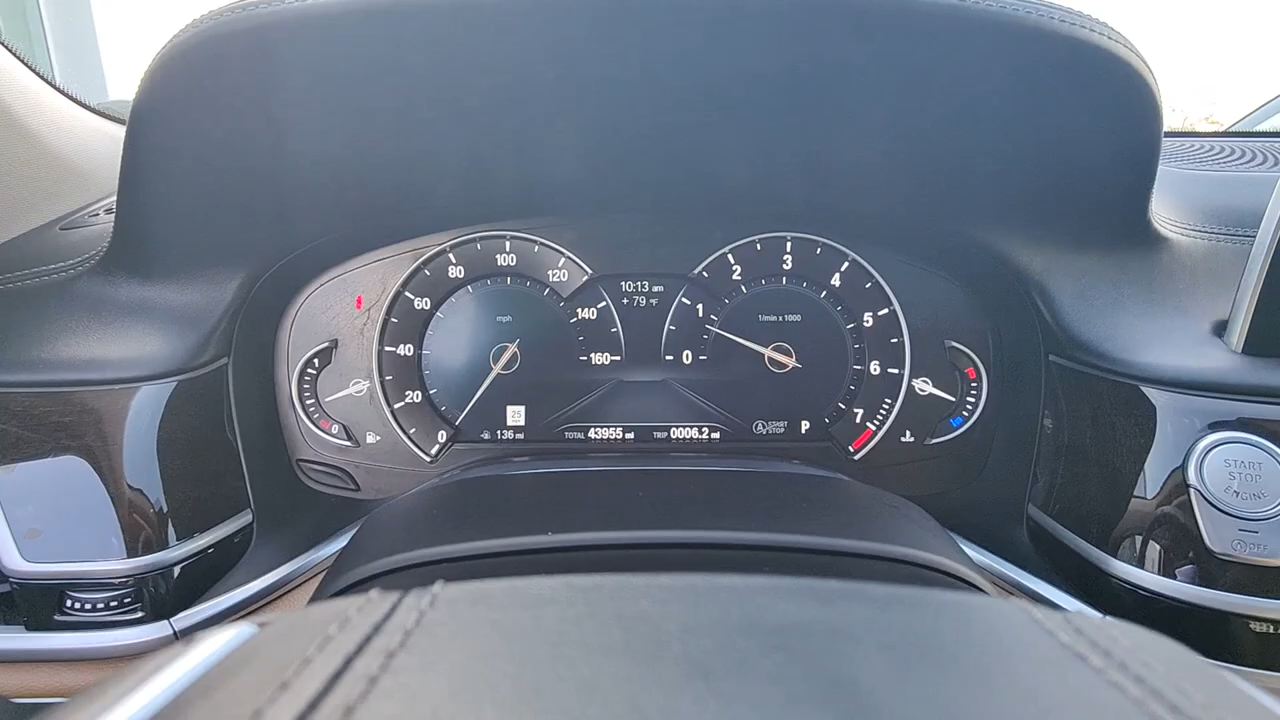 10:13 am
+ 79 °F
mph
0
20
40
60
80
100
120
140
160
25
136 mi
TOTAL 43955 mi
TRIP 0006.2 mi
1/min x 1000
0
1
2
3
4
5
6
7
START
STOP
P
1
0
START
STOP
ENGINE
OFF